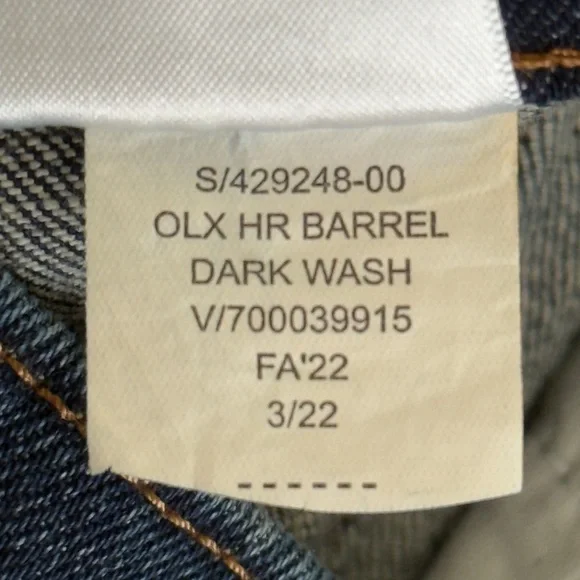 S/429248-00
OLX HR BARREL
DARK WASH
V/700039915
FA'22
3/22
------